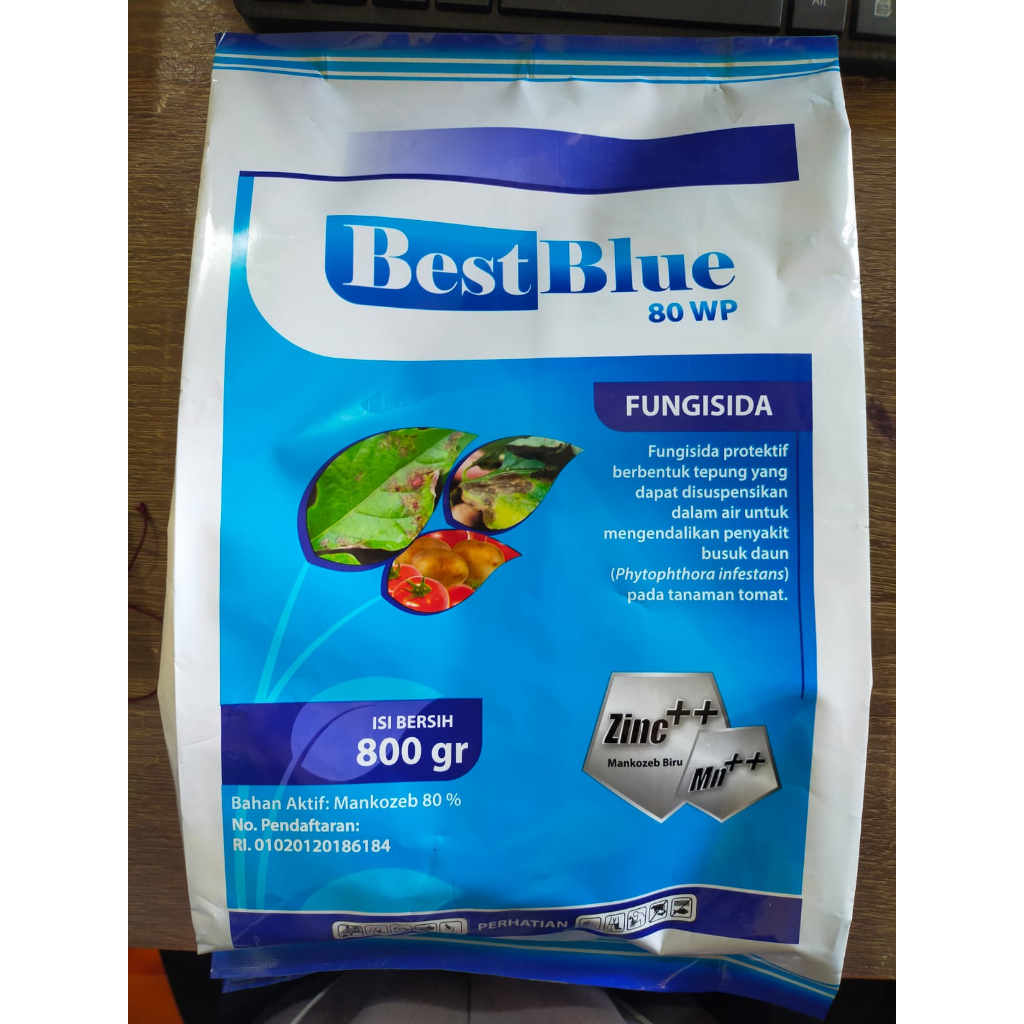 Alt
BestBlue
80 WP
FUNGISIDA
Fungisida protektif
berbentuk tepung yang
dapat disuspensikan
dalam air untuk
mengendalikan penyakit
busuk daun
(Phytophthora infestans)
pada tanaman tomat.
ISI BERSIH
800 gr
Zinc++
Mankozeb Biru
Mn++
Bahan Aktif: Mankozeb 80 %
No. Pendaftaran:
RI. 01020120186184
PERHATIAN